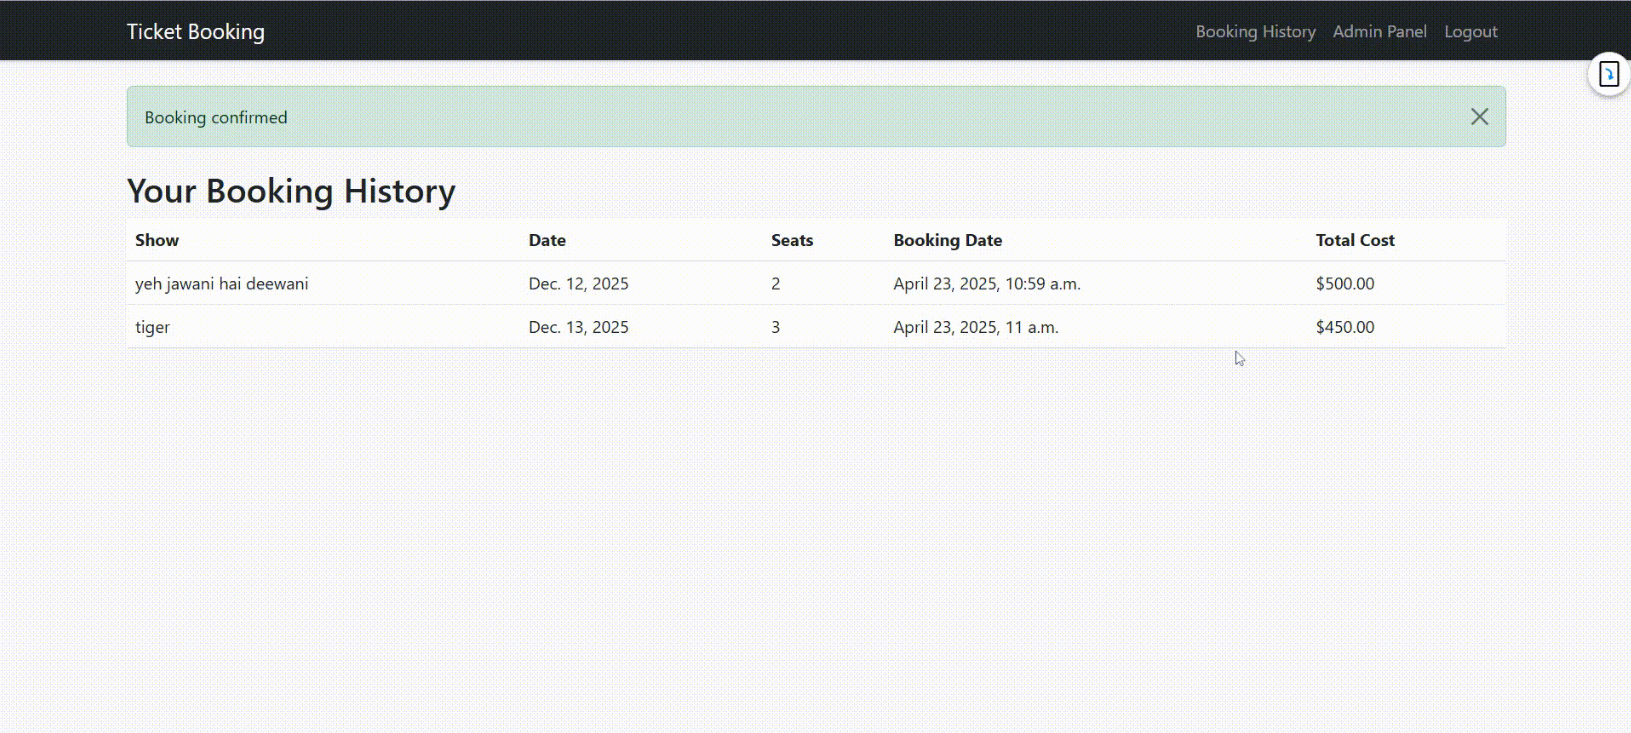 Ticket Booking Booking History Admin Panel Logout
Booking confirmed
Your Booking History
Show Date Seats Booking Date Total Cost
yeh jawani hai deewani Dec. 12, 2025 2 April 23, 2025, 10:59 a.m. $500.00
tiger Dec. 13, 2025 3 April 23, 2025, 11 a.m. $450.00